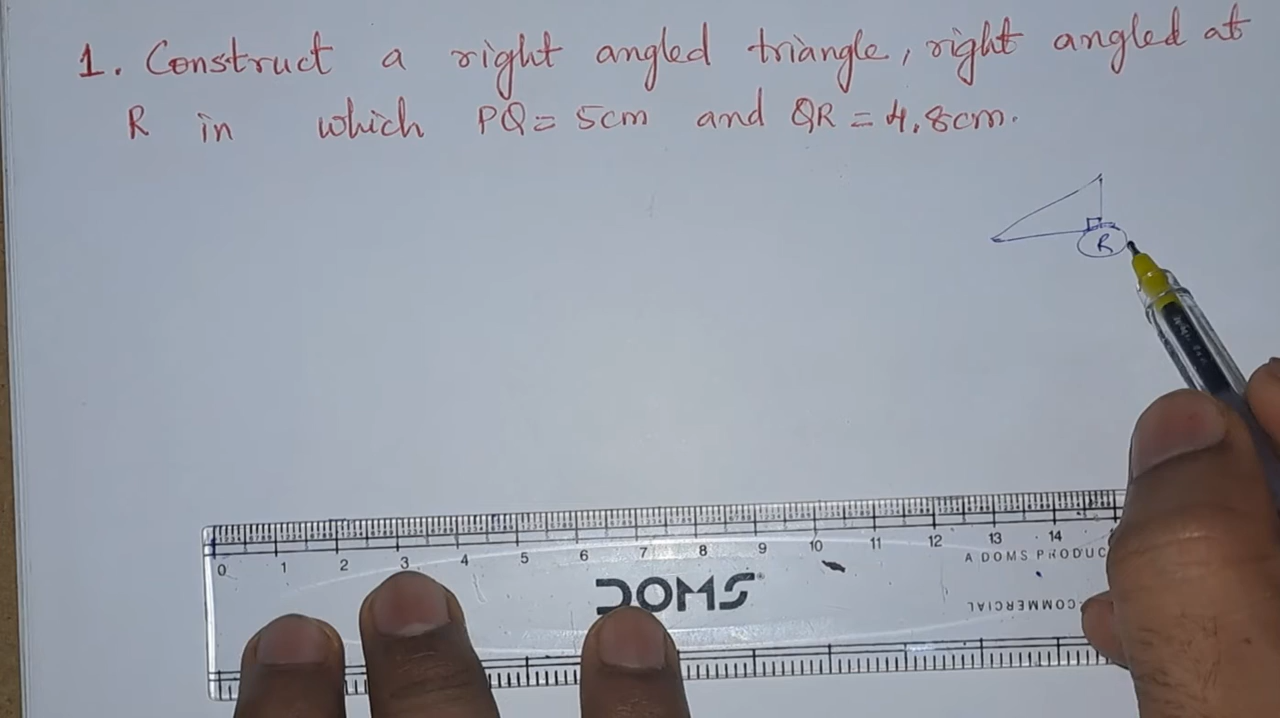 1. Construct a right angled triangle, right angled at
R in which PQ = 5cm and QR = 4.8cm.
R
0 1 2 3 4 5 6 7 8 9 10 11 12 13 14
A DOMS PRODUC
DOMS
COMMERCIAL